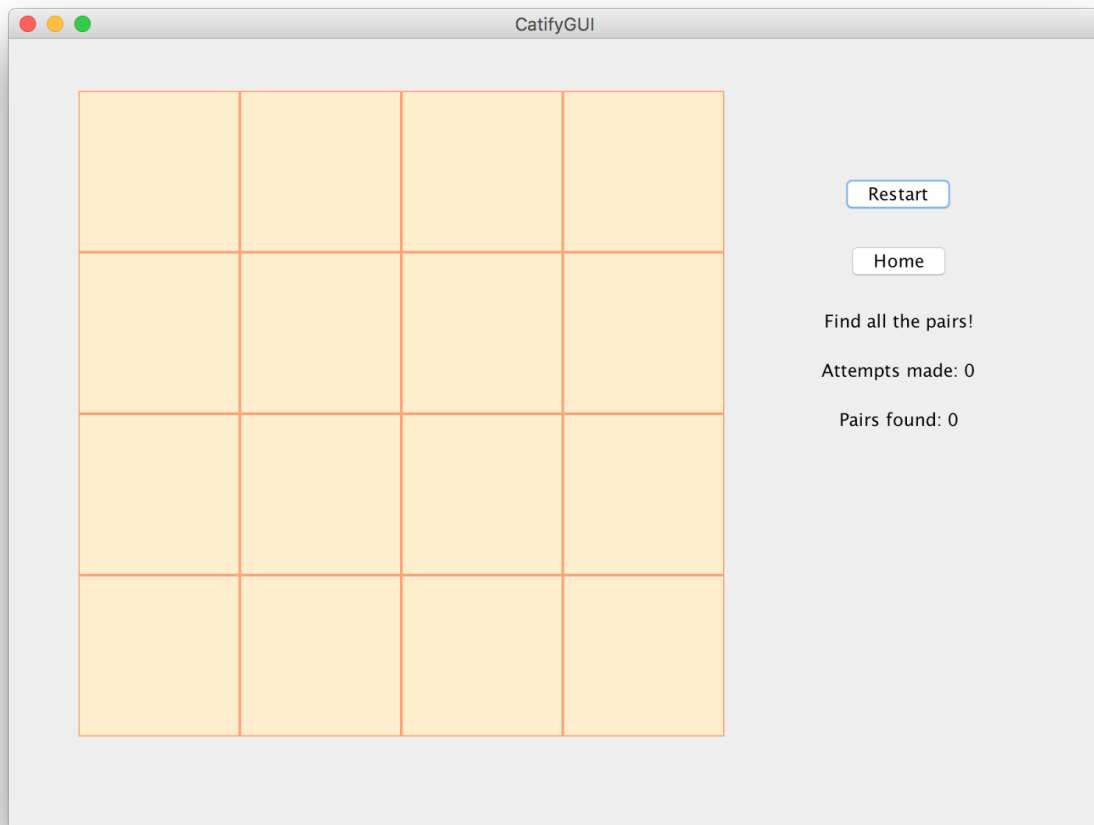 CatifyGUI
Restart
Home
Find all the pairs!
Attempts made: 0
Pairs found: 0